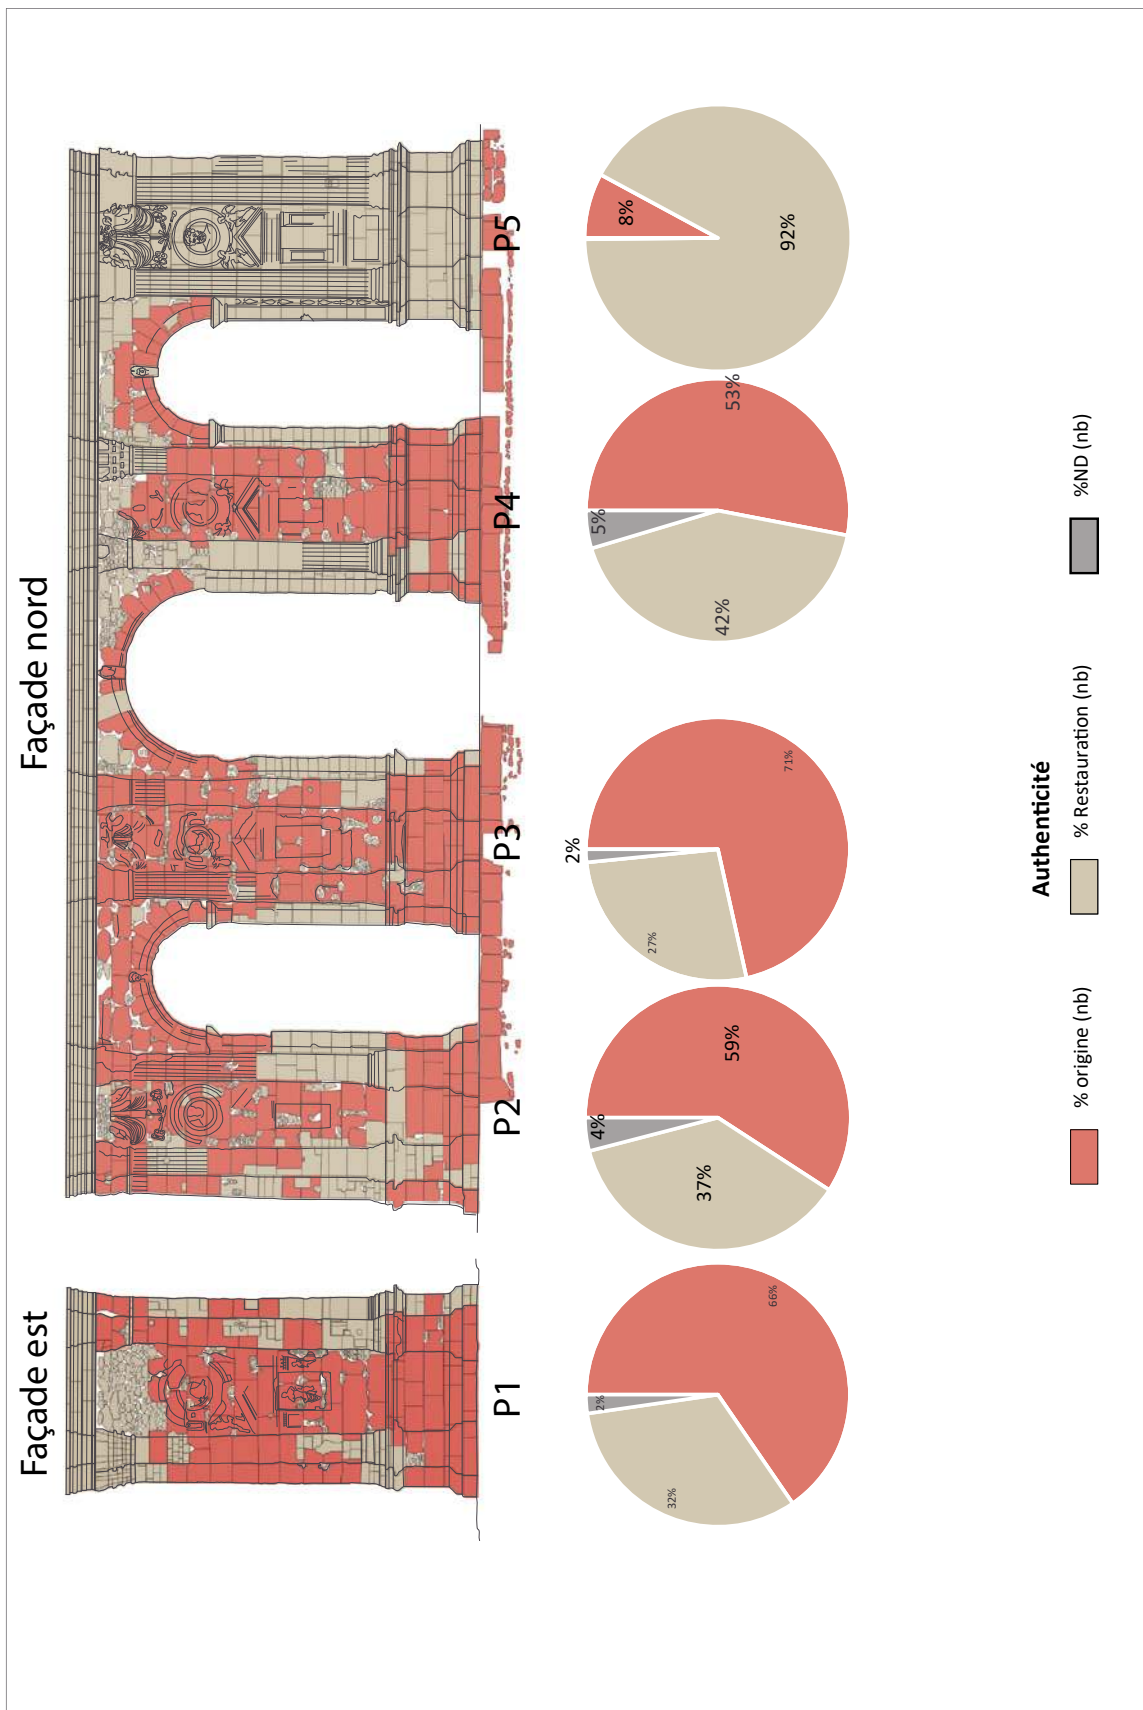 Façade est
Façade nord
P1
P2
P3
P4
P5
2%
66%
32%
4%
59%
37%
2%
71%
27%
5%
53%
42%
8%
92%
Authenticité
% origine (nb)
% Restauration (nb)
%ND (nb)